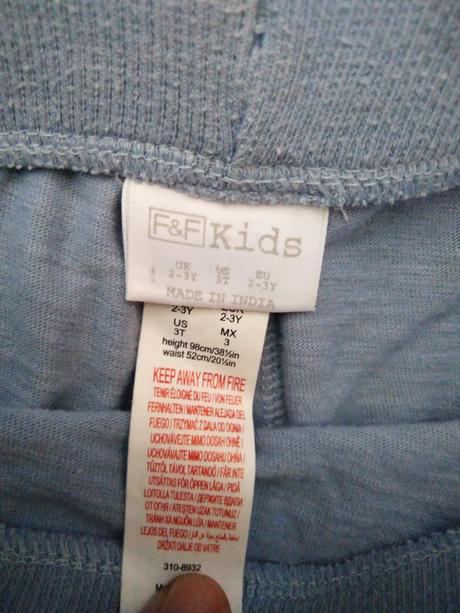 F&F Kids
UK US EU
2-3Y 3T 2-3Y
MADE IN INDIA
2-3Y 2-3Y
US MX
3T 3
height 98cm/38½in
waist 52cm/20½in
KEEP AWAY FROM FIRE
TENIR ÉLOIGNÉ DU FEU / VON FEUER
FERNHALTEN / MANTENER ALEJADA DEL
FUEGO / TRZYMAĆ Z DALA OD OGNIA /
UCHOVÁVEJTE MIMO DOSAH OHNĚ /
UCHOVÁVAJTE MIMO DOSAHU OHŇA /
TŰZTŐL TÁVOL TARTANDÓ / FÅR INTE
UTSÄTTAS FÖR ÖPPEN LÅGA / PIDÄ
LOITOLLA TULESTA / ДЕРЖИТЕ ВДАЛИ
ОТ ОГНЯ / ATEŞTEN UZAK TUTUNUZ /
TRÁNH XA NGUỒN LỬA / MANTENER
LEJOS DEL FUEGO /
DRŽATI DALJE OD VATRE
310-8932